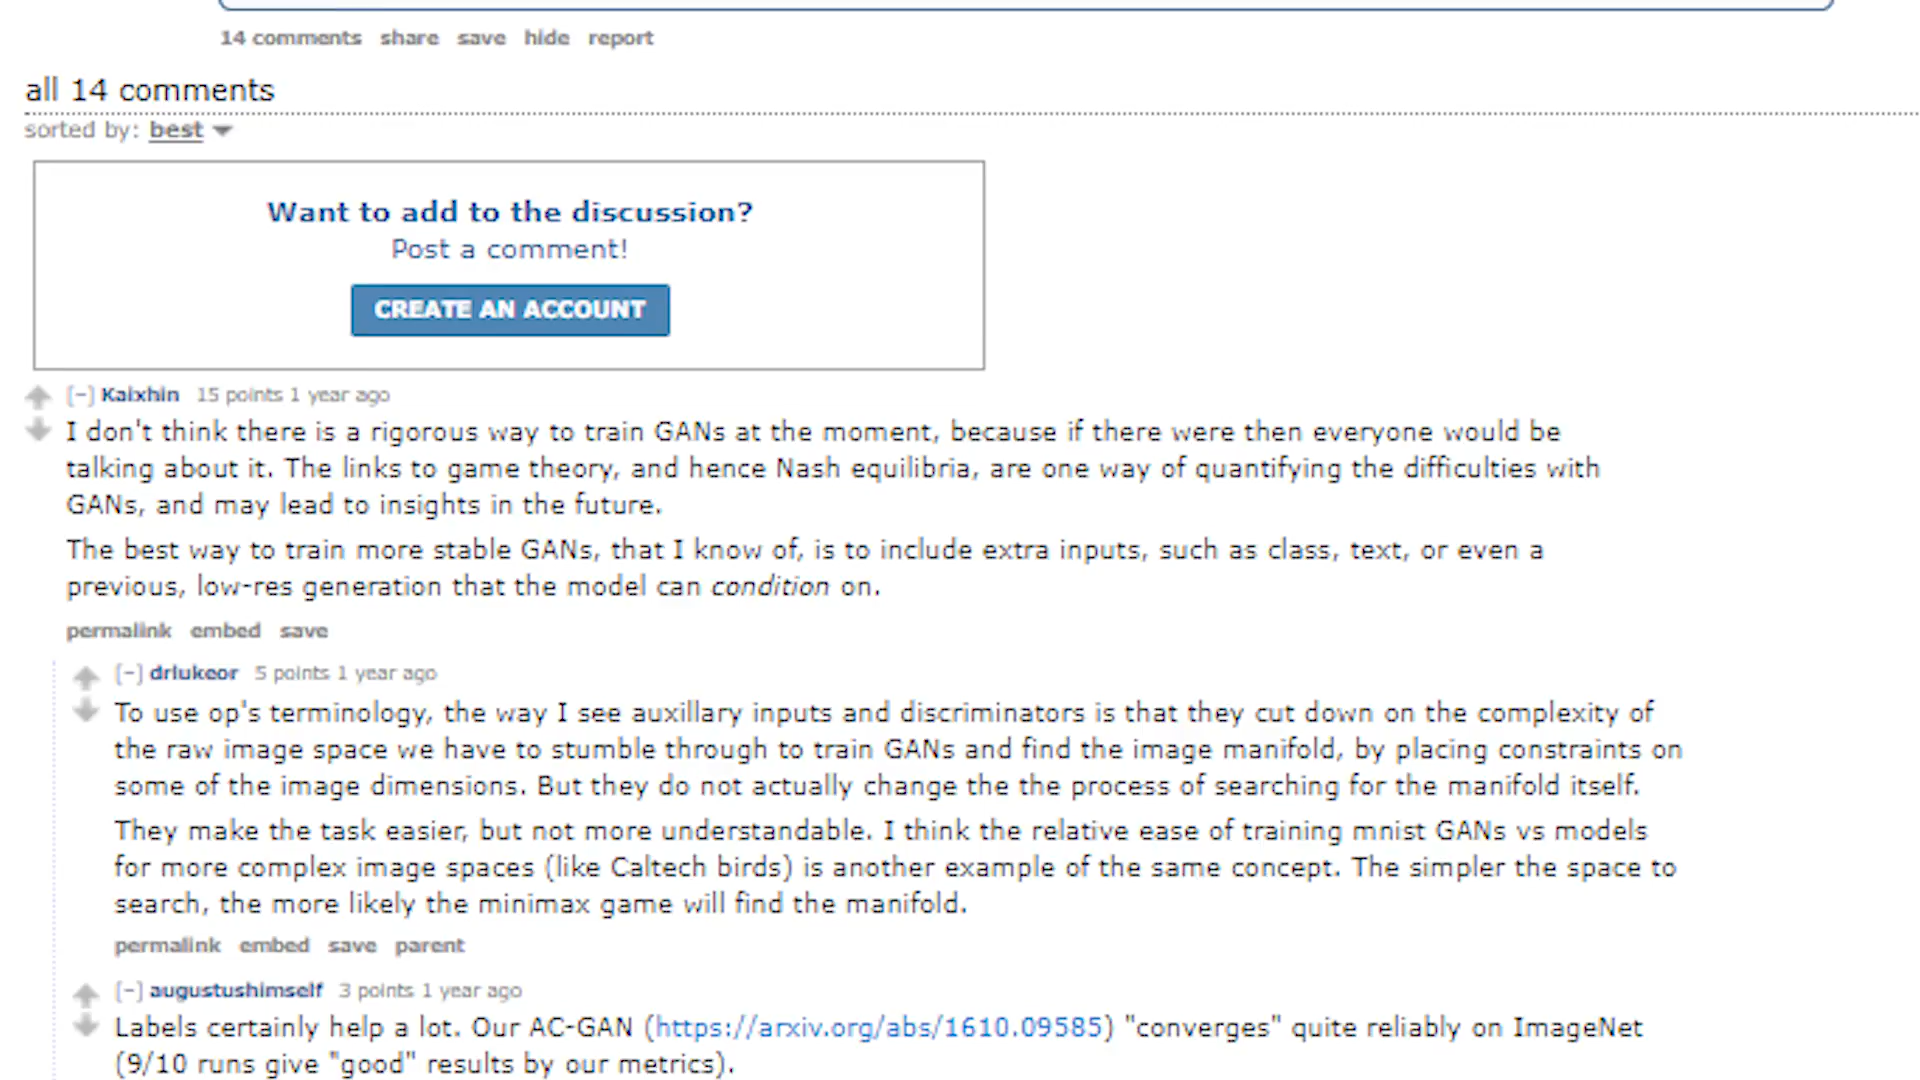 14 comments share save hide report
all 14 comments
sorted by: best
Want to add to the discussion?
Post a comment!
CREATE AN ACCOUNT
[–] Kaixhin 15 points 1 year ago
I don't think there is a rigorous way to train GANs at the moment, because if there were then everyone would be
talking about it. The links to game theory, and hence Nash equilibria, are one way of quantifying the difficulties with
GANs, and may lead to insights in the future.
The best way to train more stable GANs, that I know of, is to include extra inputs, such as class, text, or even a
previous, low-res generation that the model can condition on.
permalink embed save
[–] drlukeor 5 points 1 year ago
To use op's terminology, the way I see auxillary inputs and discriminators is that they cut down on the complexity of
the raw image space we have to stumble through to train GANs and find the image manifold, by placing constraints on
some of the image dimensions. But they do not actually change the the process of searching for the manifold itself.
They make the task easier, but not more understandable. I think the relative ease of training mnist GANs vs models
for more complex image spaces (like Caltech birds) is another example of the same concept. The simpler the space to
search, the more likely the minimax game will find the manifold.
permalink embed save parent
[–] augustushimself 3 points 1 year ago
Labels certainly help a lot. Our AC-GAN (https://arxiv.org/abs/1610.09585) "converges" quite reliably on ImageNet
(9/10 runs give "good" results by our metrics).